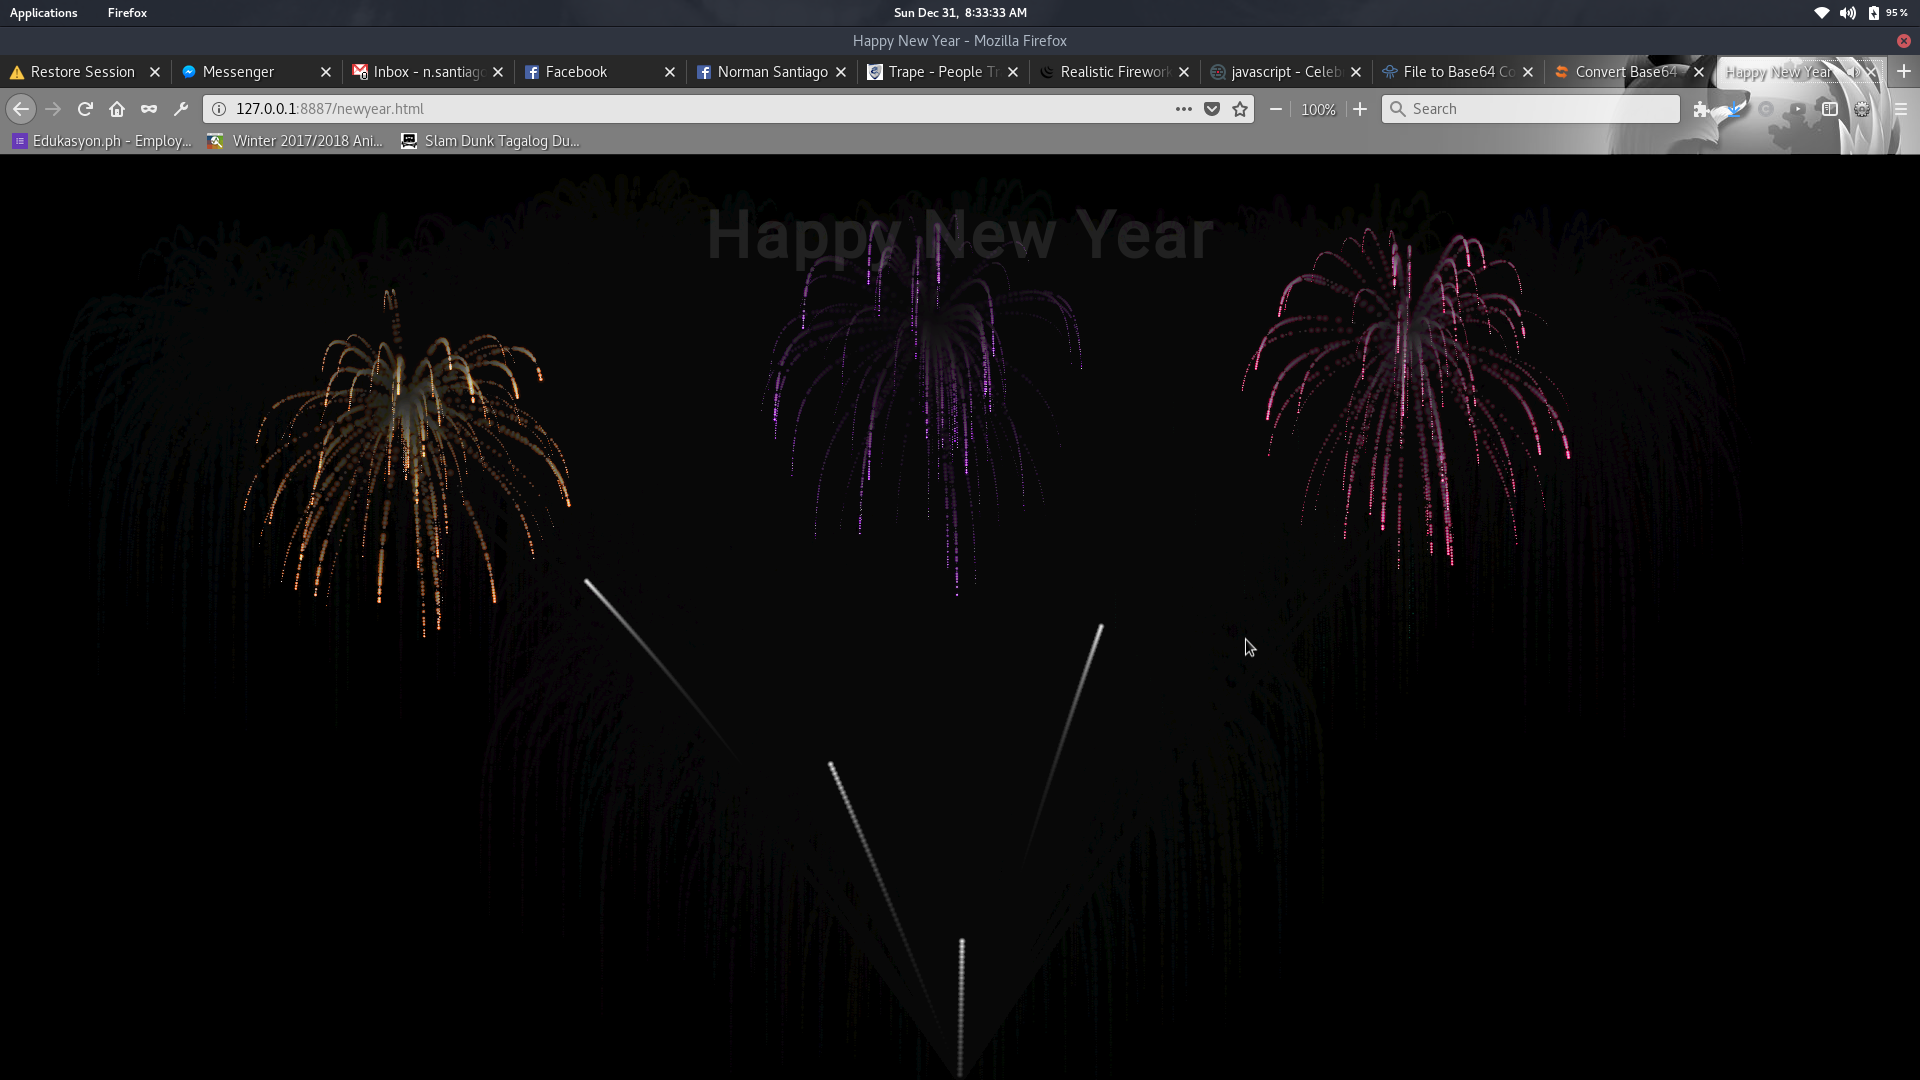 Applications Firefox Sun Dec 31, 8:33:33 AM 95 %
Happy New Year - Mozilla Firefox
Restore Session Messenger Inbox - n.santiago Facebook Norman Santiago Trape - People Tr Realistic Firework javascript - Celeb File to Base64 Co Convert Base64 Happy New Year
127.0.0.1:8887/newyear.html 100% Search
Edukasyon.ph - Employ... Winter 2017/2018 Ani... Slam Dunk Tagalog Du...
Happy New Year